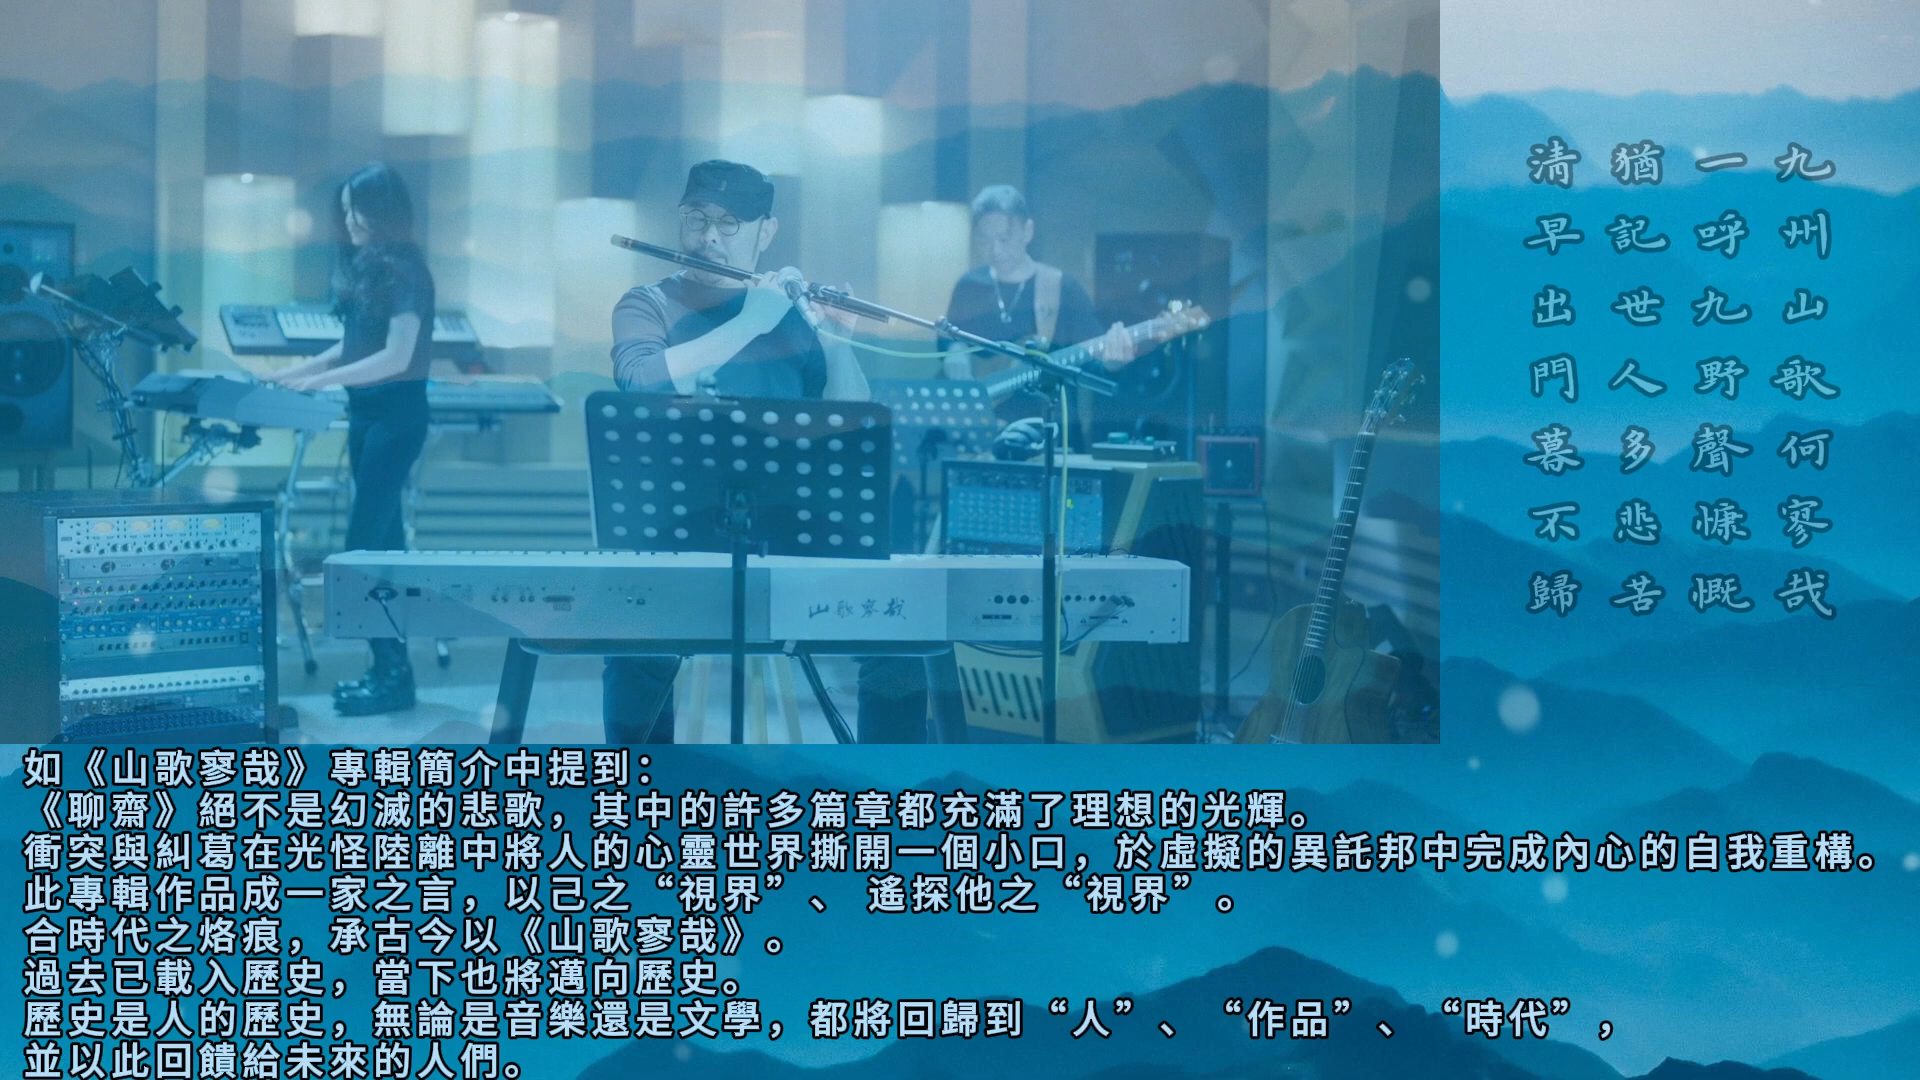 九州山歌何寥哉
一呼九野聲慷慨
猶記世人多悲苦
清早出門暮不歸
山歌寥哉
如《山歌寥哉》專輯簡介中提到：
《聊齋》絕不是幻滅的悲歌，其中的許多篇章都充滿了理想的光輝。
衝突與糾葛在光怪陸離中將人的心靈世界撕開一個小口，於虛擬的異託邦中完成內心的自我重構。
此專輯作品成一家之言，以己之“視界”、 遙探他之“視界”。
合時代之烙痕，承古今以《山歌寥哉》。
過去已載入歷史，當下也將邁向歷史。
歷史是人的歷史，無論是音樂還是文學，都將回歸到“人”、“作品”、“時代”，
並以此回饋給未來的人們。